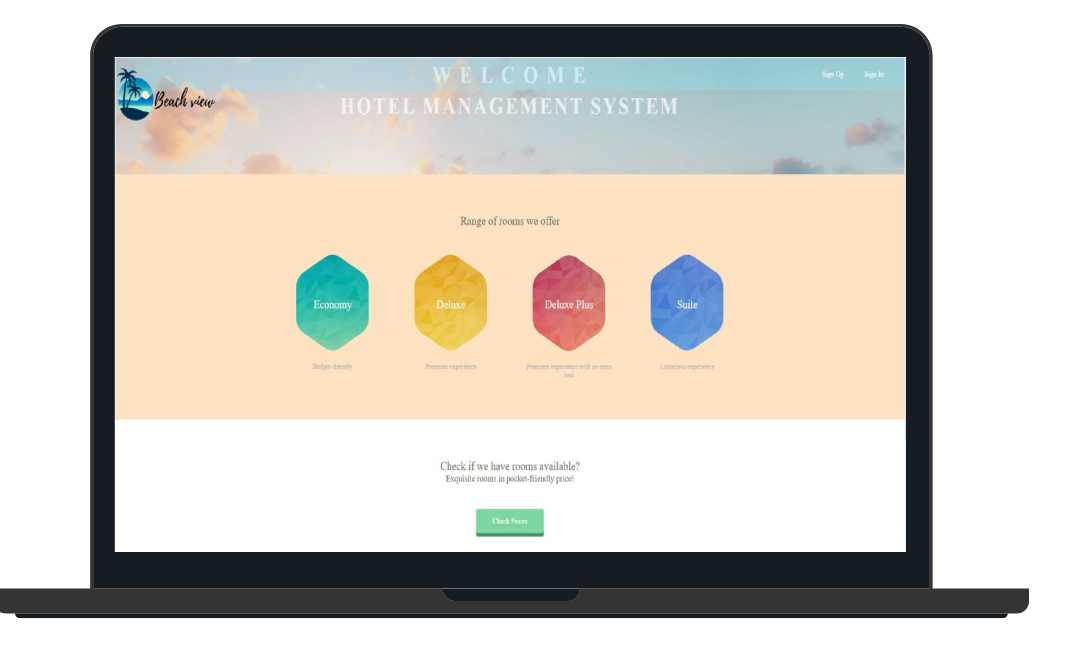 WELCOME
Sign Up
Sign In
Beach view
HOTEL MANAGEMENT SYSTEM
Range of rooms we offer
Economy
Deluxe
Deluxe Plus
Suite
Budget-friendly
Premium experience
Premium experience with an extra
bed
Luxurious experience
Check if we have rooms available?
Exquisite rooms in pocket-friendly price!
Check Prices